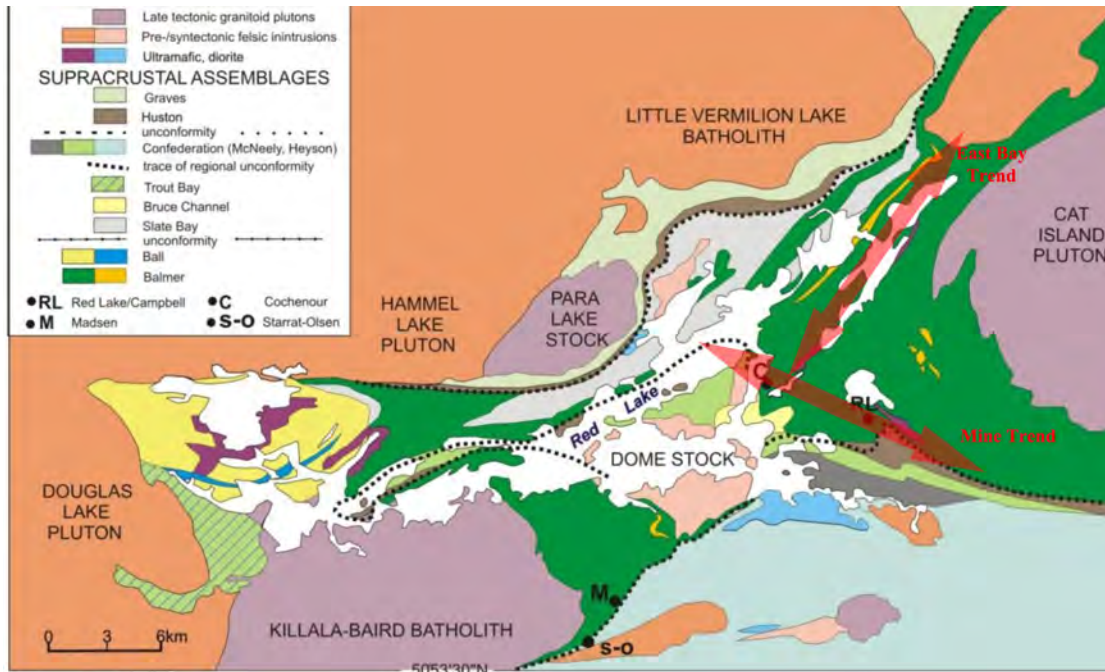 Late tectonic granitoid plutons
Pre-/syntectonic felsic inintrusions
Ultramafic, diorite
SUPRACRUSTAL ASSEMBLAGES
Graves
Huston
unconformity
Confederation (McNeely, Heyson)
trace of regional unconformity
Trout Bay
Bruce Channel
Slate Bay
unconformity
Ball
Balmer
RL Red Lake/Campbell C Cochenour
M Madsen S-O Starrat-Olsen
LITTLE VERMILION LAKE
BATHOLITH
East Bay
Trend
CAT
ISLAND
PLUTON
HAMMEL
LAKE
PLUTON
PARA
LAKE
STOCK
C
Red Lake
RL
Mine Trend
DOME STOCK
DOUGLAS
LAKE
PLUTON
M
0 3 6km
KILLALA-BAIRD BATHOLITH
S-O
5053'30"N